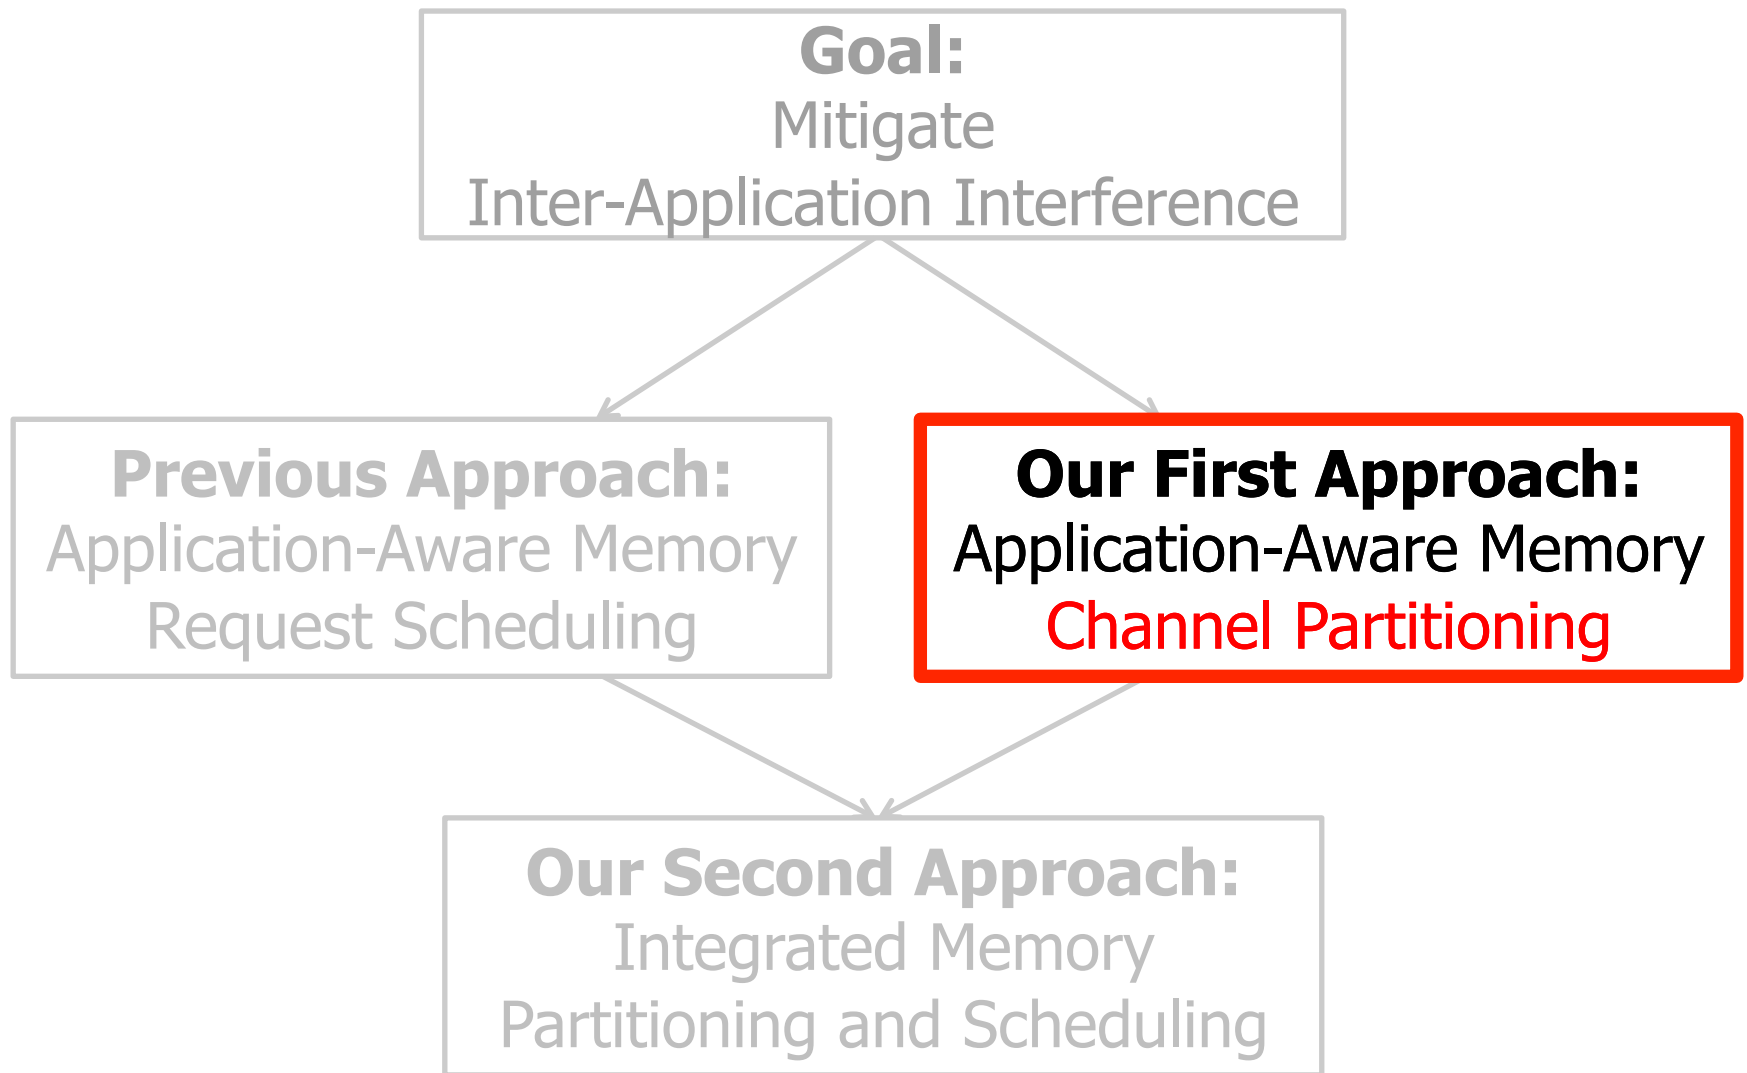 Goal:
Mitigate
Inter-Application Interference
Previous Approach:
Application-Aware Memory
Request Scheduling
Our First Approach:
Application-Aware Memory
Channel Partitioning
Our Second Approach:
Integrated Memory
Partitioning and Scheduling